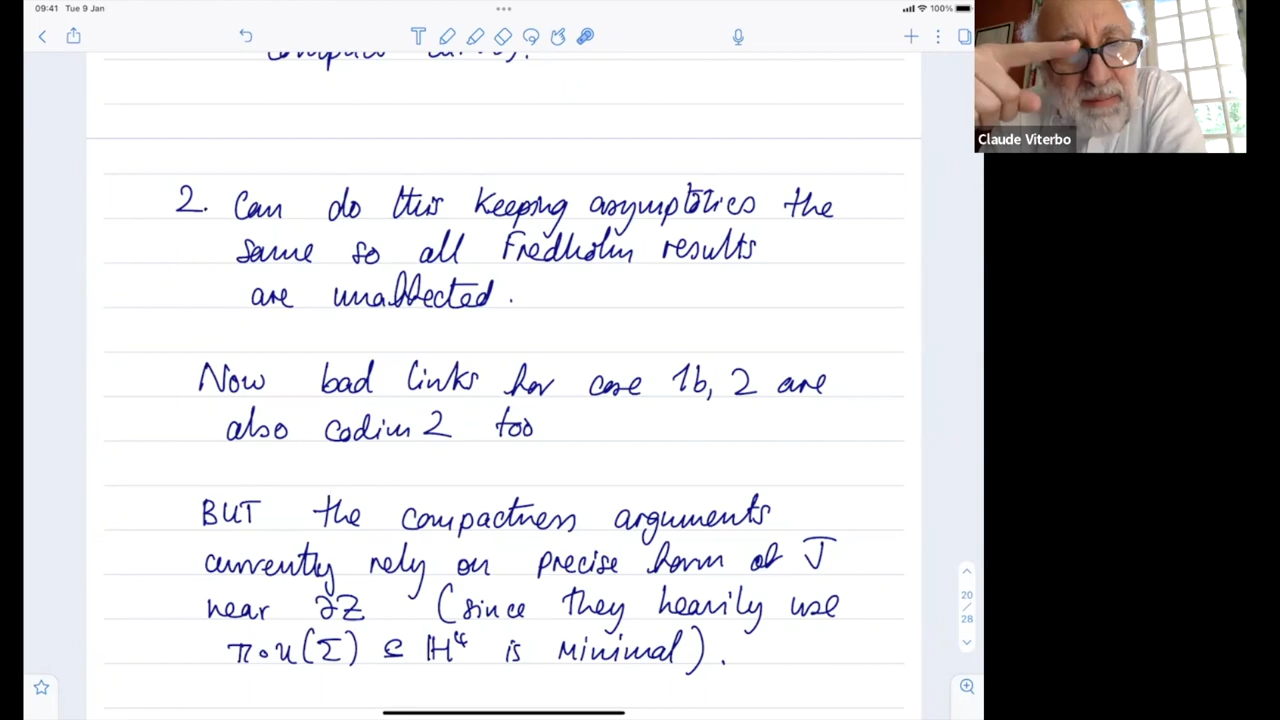 09:41 Tue 9 Jan
100%
Claude Viterbo
2. Can do this keeping asymptotics the
same so all Fredholm results
are unaffected.
Now bad links for case 1b, 2 are
also codim 2 too
BUT the compactness arguments
currently rely on precise form of J
near ∂Z (since they heavily use
π∘u(Σ) ⊆ ℍ⁴ is minimal).
20
/
28